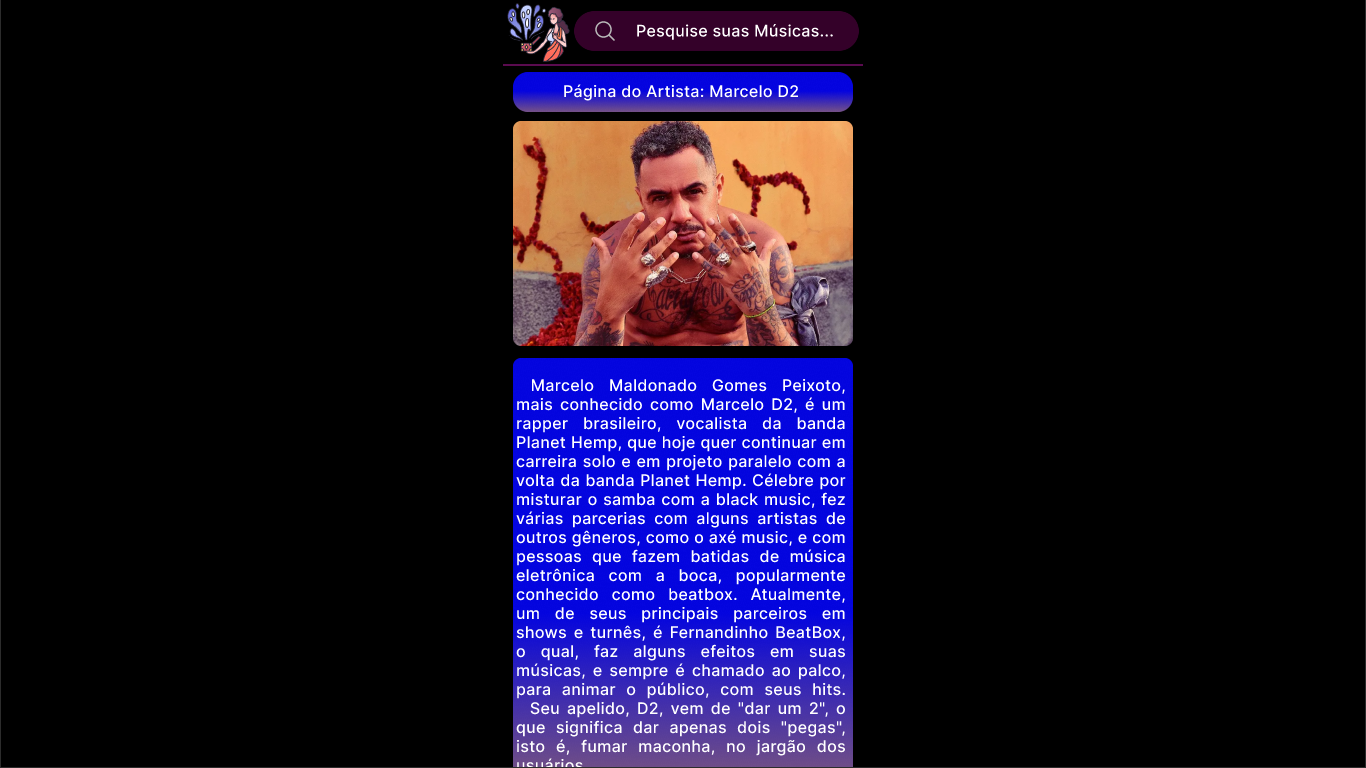 Pesquise suas Músicas...
Página do Artista: Marcelo D2
Marcelo Maldonado Gomes Peixoto,
mais conhecido como Marcelo D2, é um
rapper brasileiro, vocalista da banda
Planet Hemp, que hoje quer continuar em
carreira solo e em projeto paralelo com a
volta da banda Planet Hemp. Célebre por
misturar o samba com a black music, fez
várias parcerias com alguns artistas de
outros gêneros, como o axé music, e com
pessoas que fazem batidas de música
eletrônica com a boca, popularmente
conhecido como beatbox. Atualmente,
um de seus principais parceiros em
shows e turnês, é Fernandinho BeatBox,
o qual, faz alguns efeitos em suas
músicas, e sempre é chamado ao palco,
para animar o público, com seus hits.
Seu apelido, D2, vem de "dar um 2", o
que significa dar apenas dois "pegas",
isto é, fumar maconha, no jargão dos
usuários